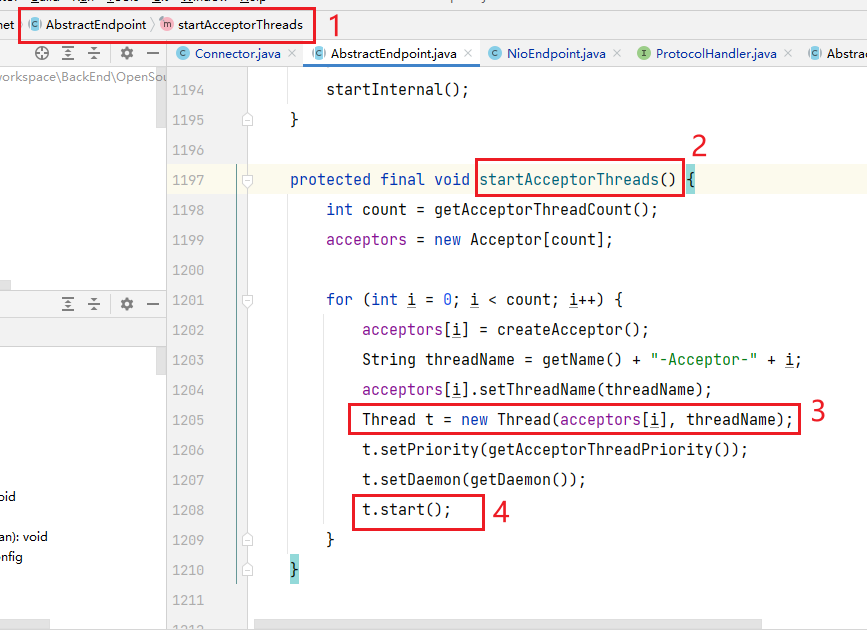 net AbstractEndpoint startAcceptorThreads 1
Connector.java AbstractEndpoint.java NioEndpoint.java ProtocolHandler.java Abstra
workspace\BackEnd\OpenSou
1194 startInternal();
1195 }
1196
2
1197 protected final void startAcceptorThreads() {
1198 int count = getAcceptorThreadCount();
1199 acceptors = new Acceptor[count];
1200
1201 for (int i = 0; i < count; i++) {
1202 acceptors[i] = createAcceptor();
1203 String threadName = getName() + "-Acceptor-" + i;
1204 acceptors[i].setThreadName(threadName);
1205 Thread t = new Thread(acceptors[i], threadName); 3
1206 t.setPriority(getAcceptorThreadPriority());
1207 t.setDaemon(getDaemon());
oid
1208 t.start(); 4
an): void
1209 }
nfig
1210 }
1211